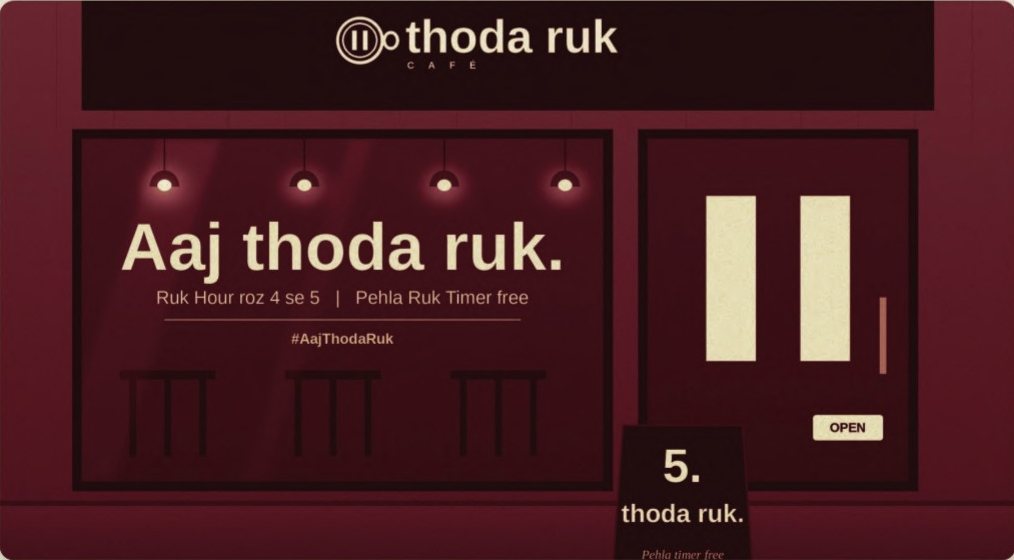 thoda ruk
CAFÉ
Aaj thoda ruk.
Ruk Hour roz 4 se 5 | Pehla Ruk Timer free
#AajThodaRuk
OPEN
5.
thoda ruk.
Pehla timer free